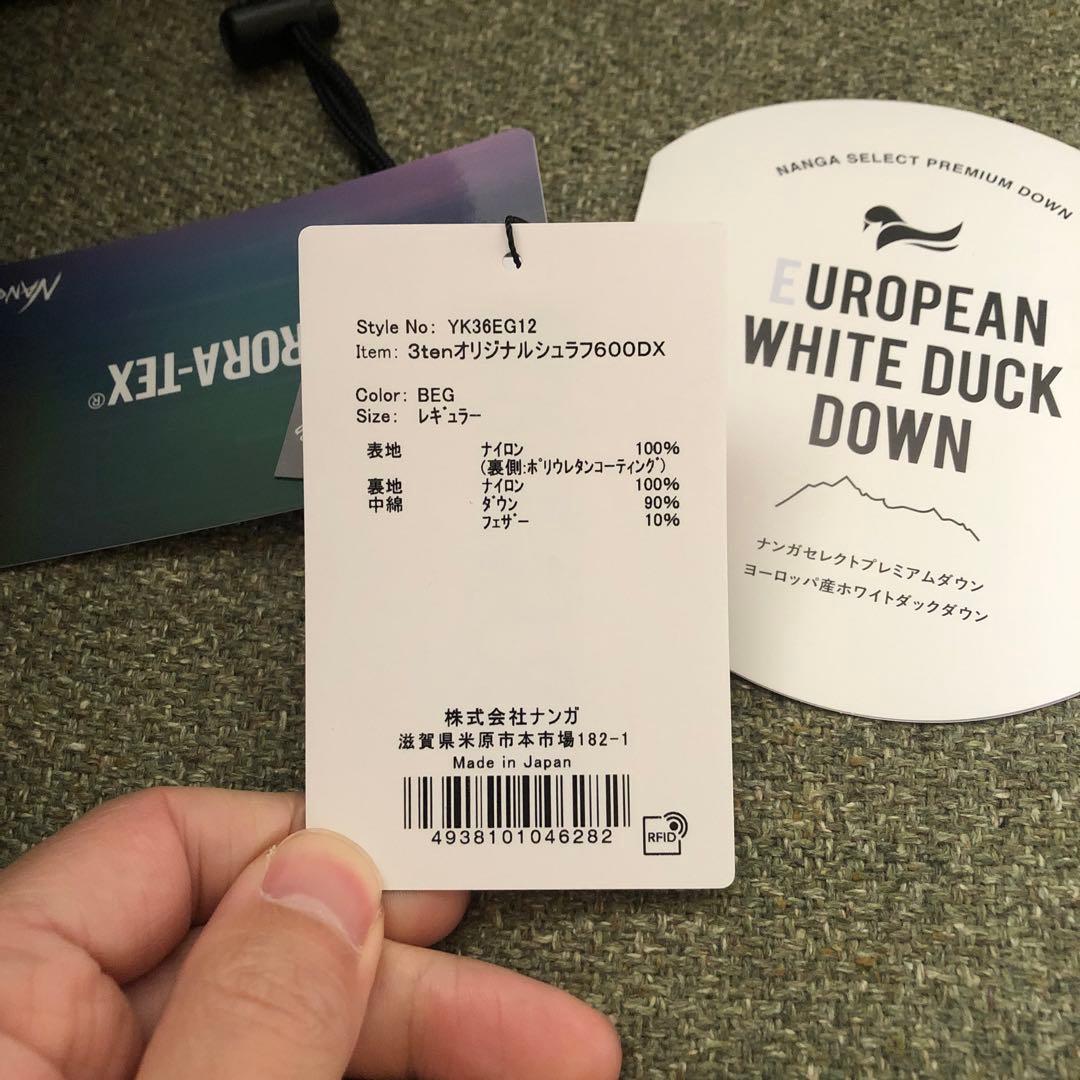 Style No: YK36EG12
Item: 3tenオリジナルシュラフ600DX
Color: BEG
Size: レギュラー
表地 ナイロン 100%
(裏側:ポリウレタンコーティング)
裏地 ナイロン 100%
中綿 ダウン 90%
フェザー 10%
株式会社ナンガ
滋賀県米原市本市場182-1
Made in Japan
4938101046282
RFID
NANGA SELECT PREMIUM DOWN
EUROPEAN
WHITE DUCK
DOWN
ナンガセレクトプレミアムダウン
ヨーロッパ産ホワイトダックダウン
NAN
RORA-TEX®